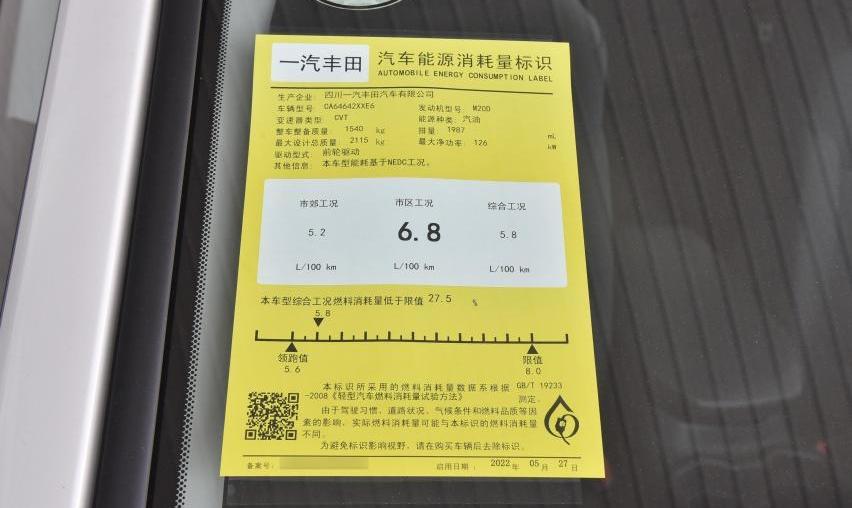 一汽丰田
汽车能源消耗量标识
AUTOMOBILE ENERGY CONSUMPTION LABEL
生产企业: 四川一汽丰田汽车有限公司
车辆型号: CA64642XXE6 发动机型号: M20D
变速器类型: CVT 能源种类: 汽油
整车整备质量: 1540 kg 排量: 1987 mL
最大设计总质量: 2115 kg 最大净功率: 126 kW
驱动型式: 前轮驱动
其他信息: 本车型能耗基于NEDC工况。
市郊工况 市区工况 综合工况
5.2 6.8 5.8
L/100 km L/100 km L/100 km
本车型综合工况燃料消耗量低于限值 27.5 %
5.8
领跑值 限值
5.6 8.0
本标识所采用的燃料消耗量数据系根据 GB/T 19233
-2008《轻型汽车燃料消耗量试验方法》 测定。
由于驾驶习惯、道路状况、气候条件和燃料品质等因
素的影响,实际燃料消耗量可能与本标识的燃料消耗量
不同。
为避免标识影响视野,请在购买车辆后去除标识。
备案号: 启用日期: 2022 年 05 月 27 日